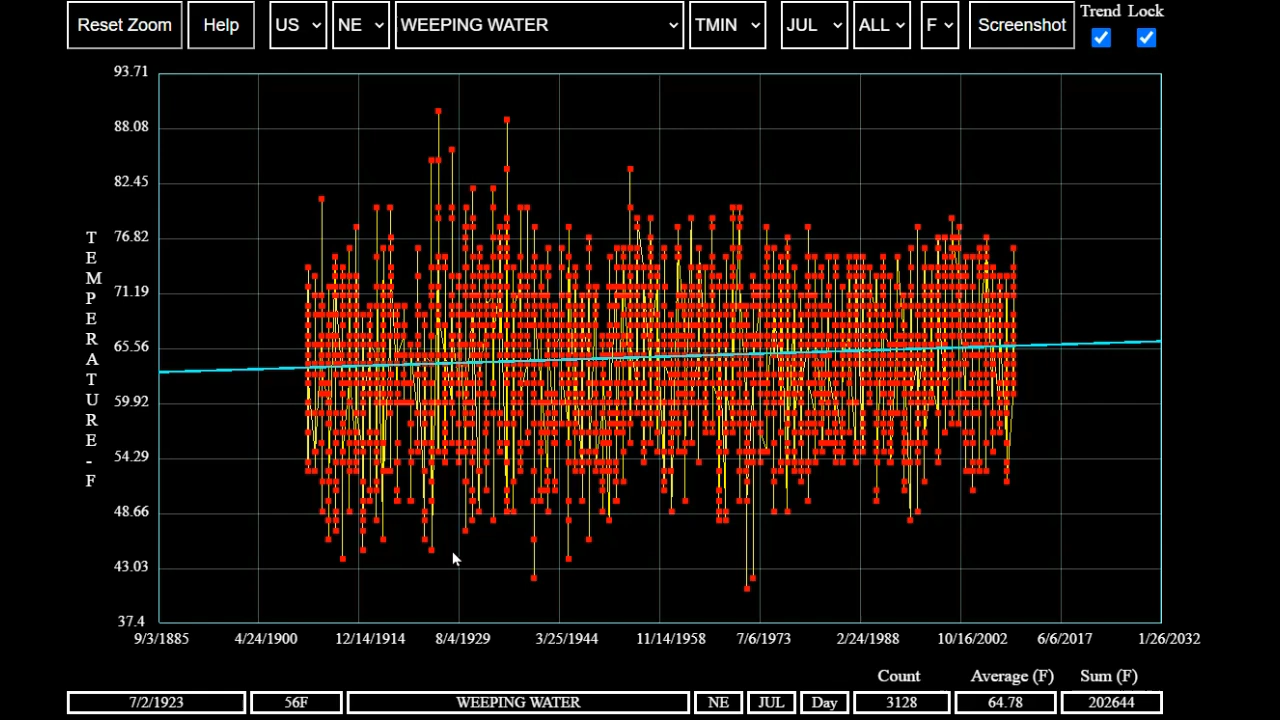 Reset Zoom Help US NE WEEPING WATER TMIN JUL ALL F Screenshot Trend Lock
93.71
88.08
82.45
76.82
71.19
65.56
59.92
54.29
48.66
43.03
37.4
TEMPERATURE-F
9/3/1885 4/24/1900 12/14/1914 8/4/1929 3/25/1944 11/14/1958 7/6/1973 2/24/1988 10/16/2002 6/6/2017 1/26/2032
Count Average (F) Sum (F)
7/2/1923 56F WEEPING WATER NE JUL Day 3128 64.78 202644